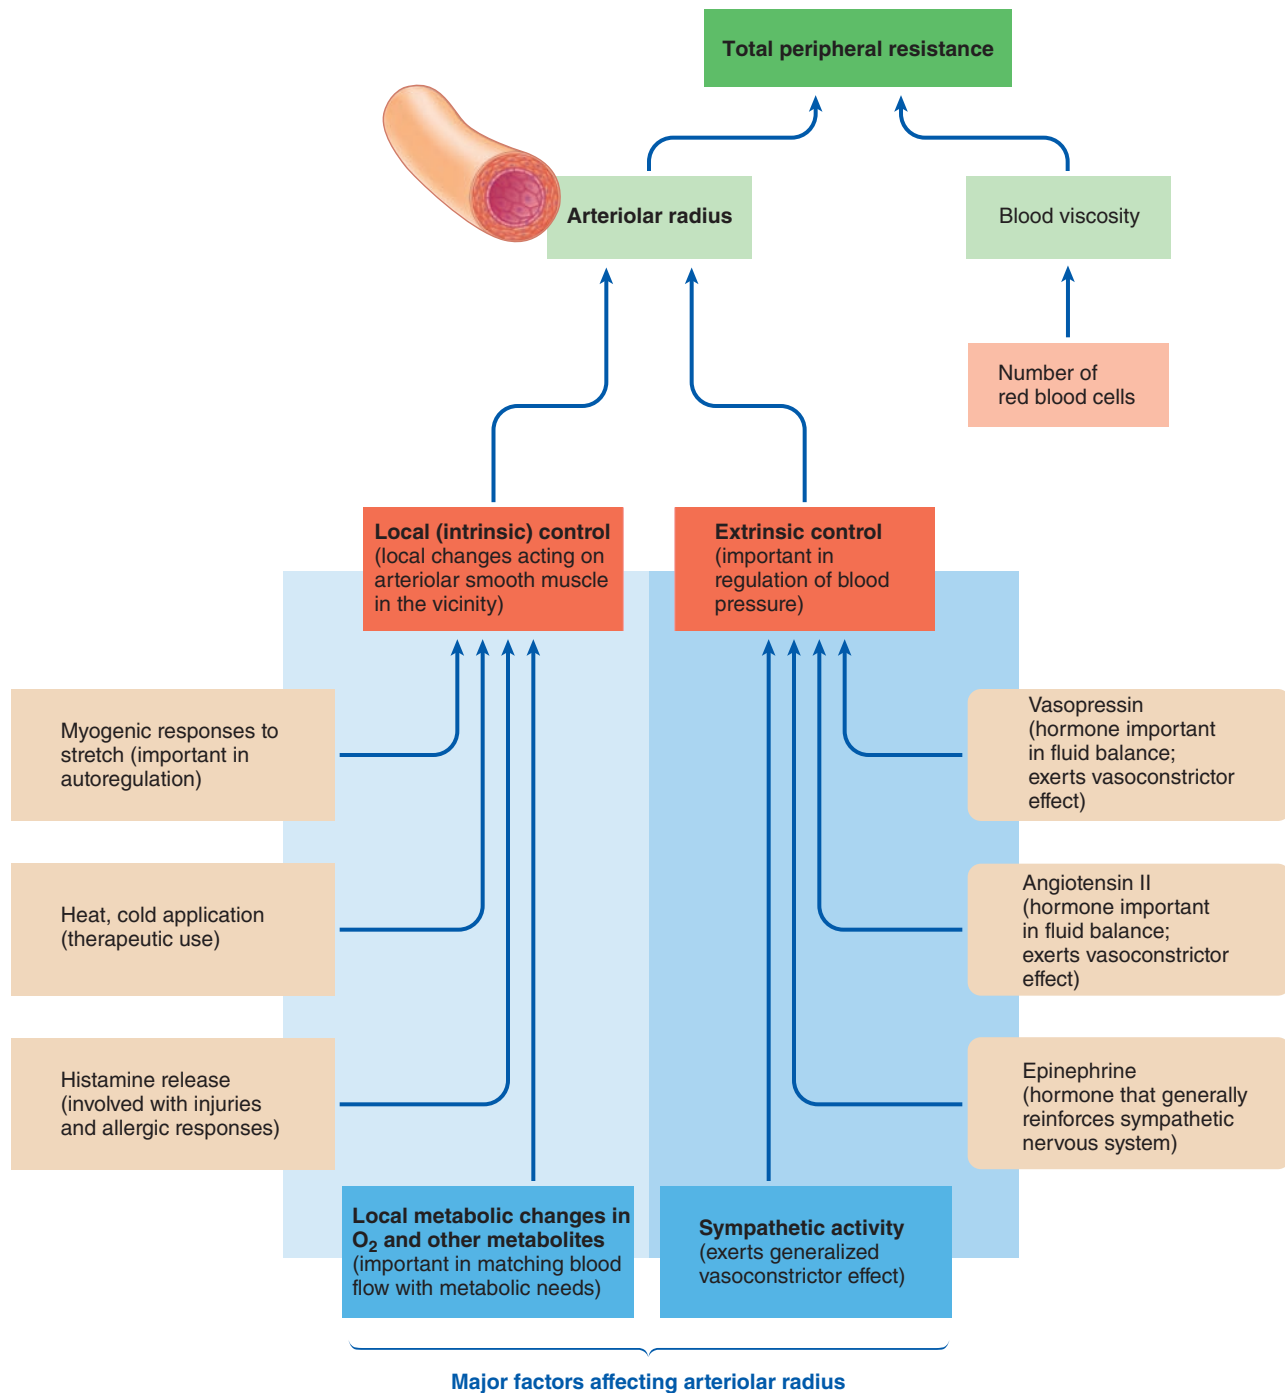 Total peripheral resistance
Arteriolar radius
Blood viscosity
Number of
red blood cells
Local (intrinsic) control
(local changes acting on
arteriolar smooth muscle
in the vicinity)
Extrinsic control
(important in
regulation of blood
pressure)
Myogenic responses to
stretch (important in
autoregulation)
Vasopressin
(hormone important
in fluid balance;
exerts vasoconstrictor
effect)
Heat, cold application
(therapeutic use)
Angiotensin II
(hormone important
in fluid balance;
exerts vasoconstrictor
effect)
Histamine release
(involved with injuries
and allergic responses)
Epinephrine
(hormone that generally
reinforces sympathetic
nervous system)
Local metabolic changes in
O₂ and other metabolites
(important in matching blood
flow with metabolic needs)
Sympathetic activity
(exerts generalized
vasoconstrictor effect)
Major factors affecting arteriolar radius